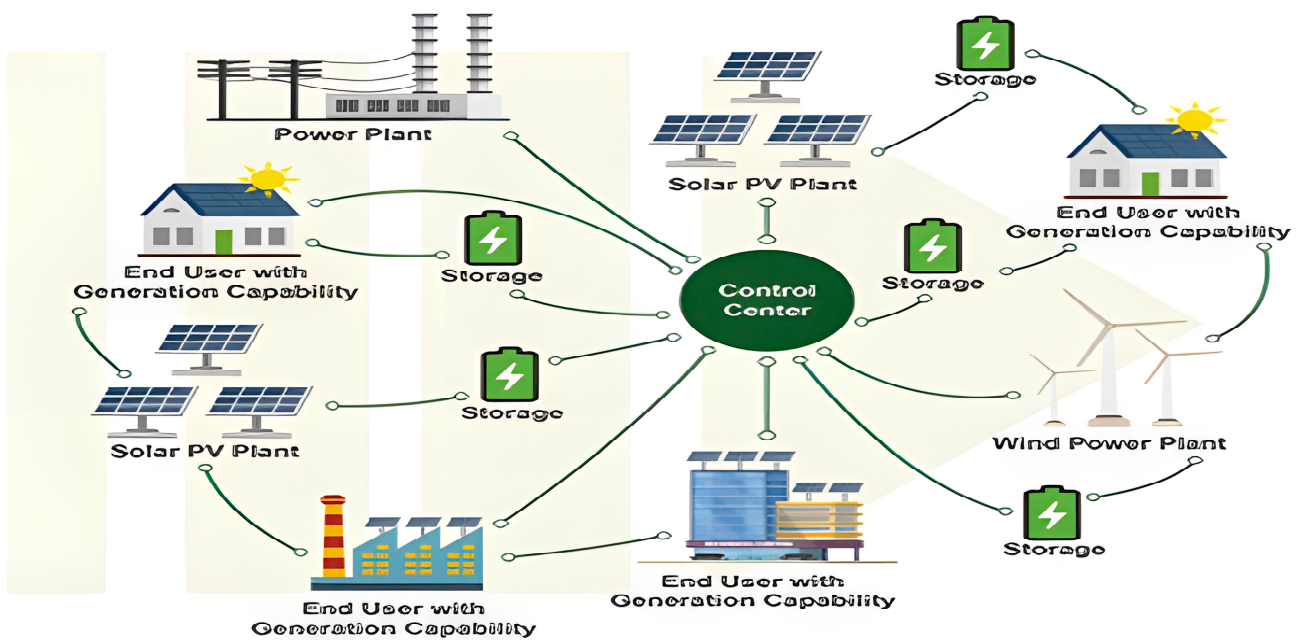 Storage
Power Plant
Solar PV Plant
End User with
Generation Capability
End User with
Generation Capability
Storage
Storage
Control
Center
Storage
Solar PV Plant
Wind Power Plant
Storage
End User with
Generation Capability
End User with
Generation Capability